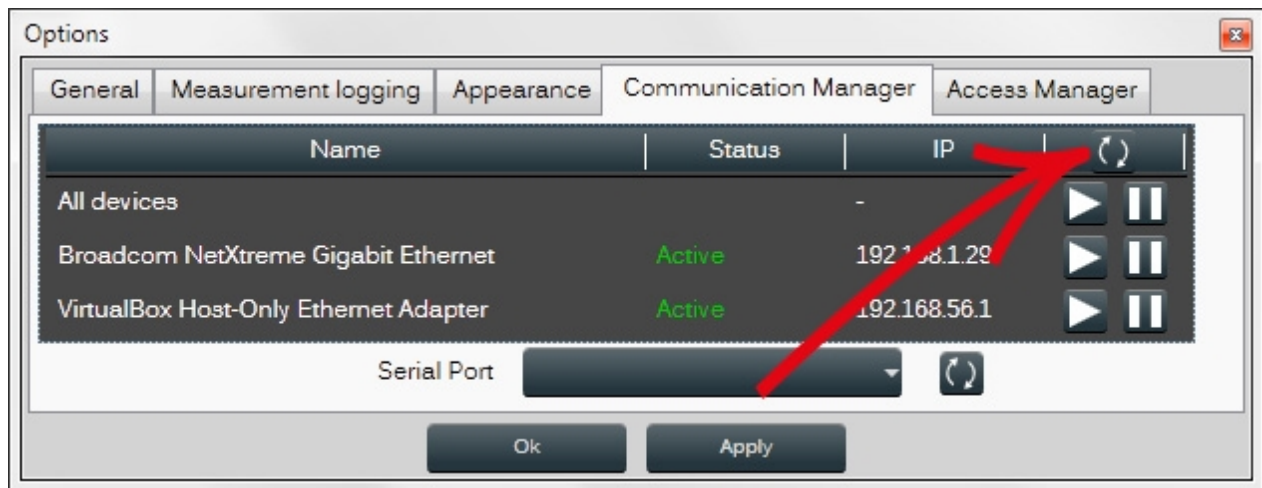 Options
General Measurement logging Appearance Communication Manager Access Manager
Name Status IP
All devices -
Broadcom NetXtreme Gigabit Ethernet Active
VirtualBox Host-Only Ethernet Adapter Active 192.168.56.1
Serial Port
Ok Apply